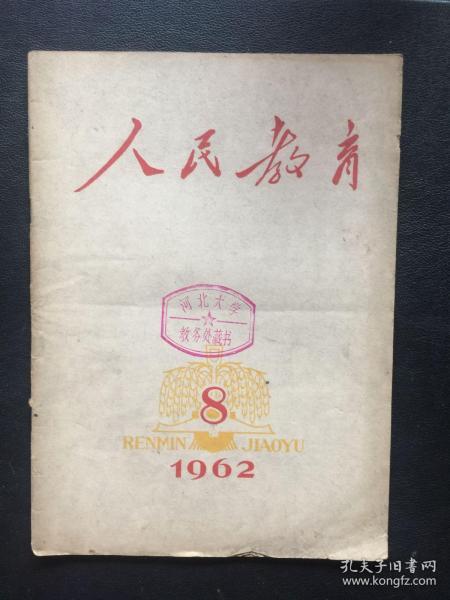 人民教育
河北大学
教务处藏书
8
RENMIN JIAOYU
1962
孔夫子旧书网
www.kongfz.com